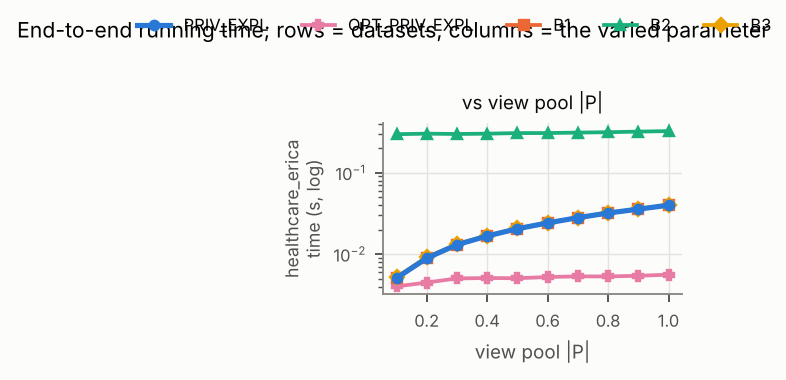 End-to-end running time; rows = datasets, columns = the varied parameter
PRIV_EXPL OPT_PRIV_EXPL B1 B2 B3
vs view pool |P|
healthcare_erica
time (s, log)
10⁻¹
10⁻²
0.2 0.4 0.6 0.8 1.0
view pool |P|